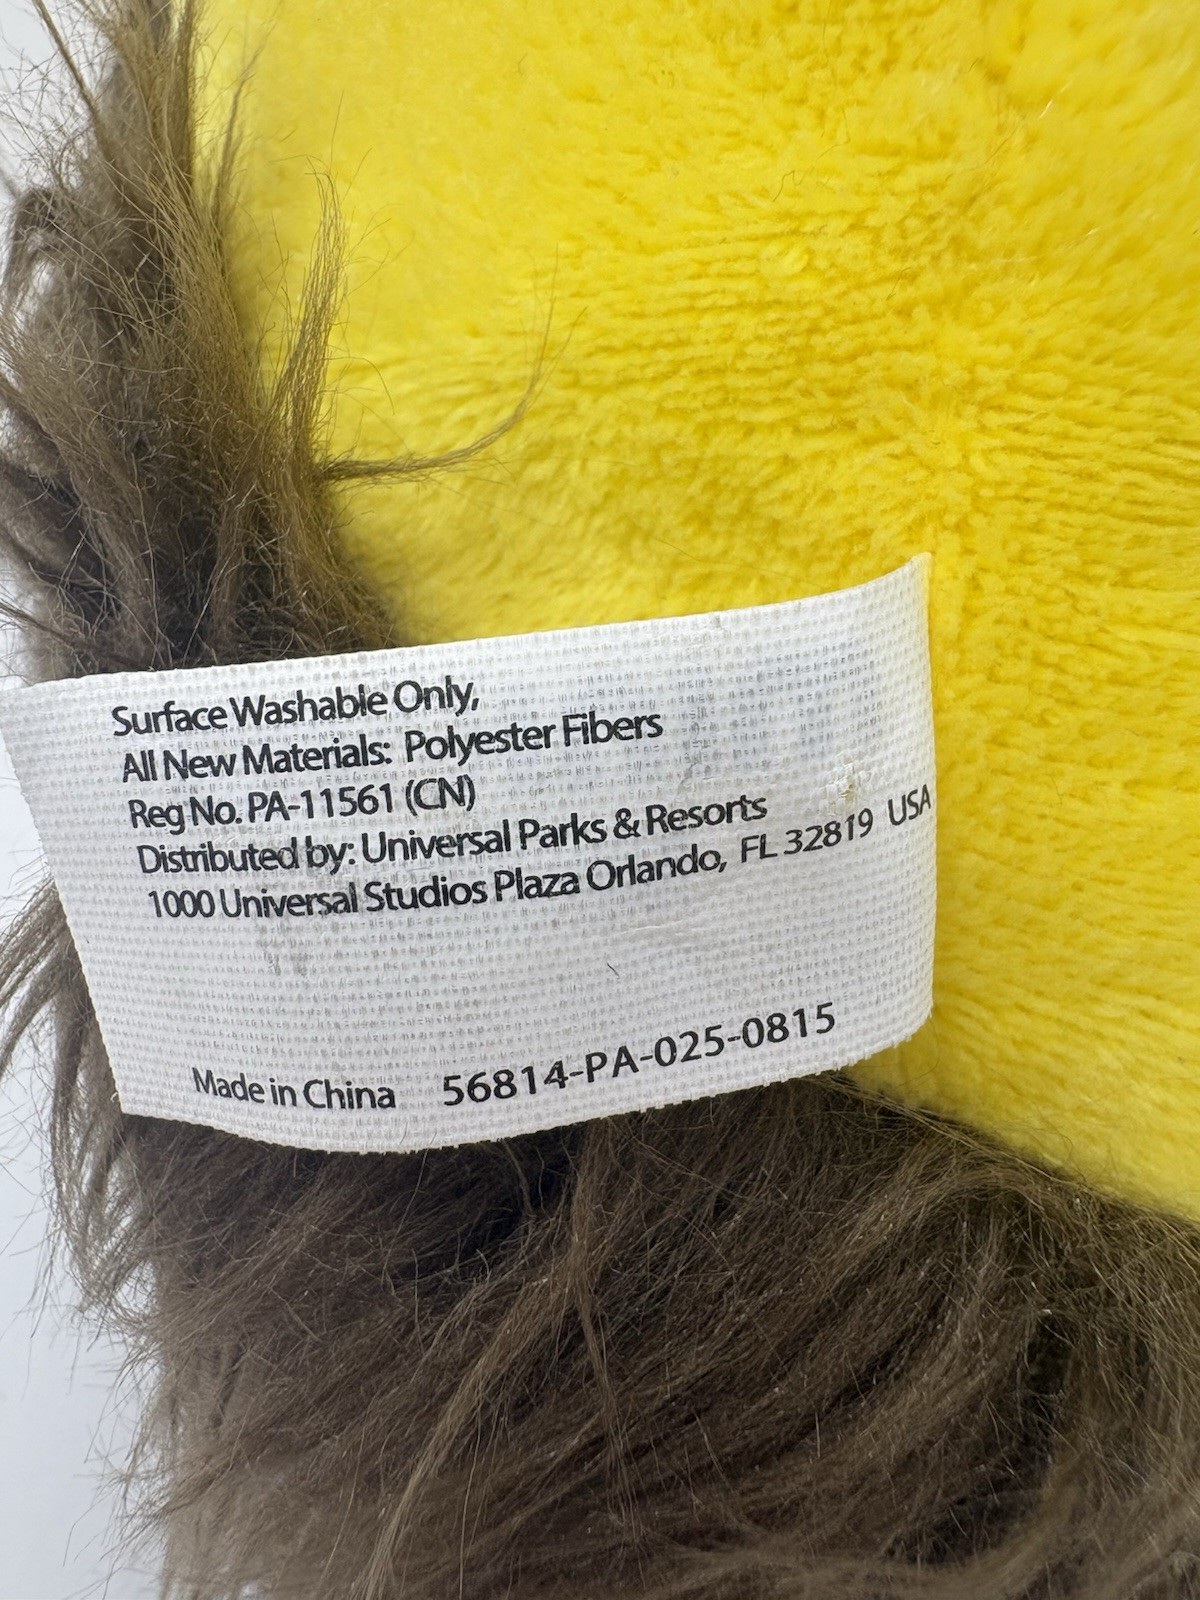 Surface Washable Only,
All New Materials: Polyester Fibers
Reg No. PA-11561 (CN)
Distributed by: Universal Parks & Resorts
1000 Universal Studios Plaza Orlando, FL 32819 USA
Made in China 56814-PA-025-0815